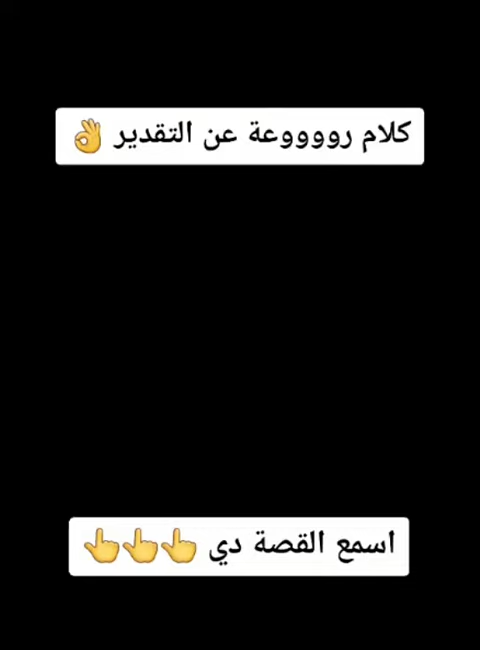 كلام رووووعة عن التقدير 👌
اسمع القصة دي 👆👆👆